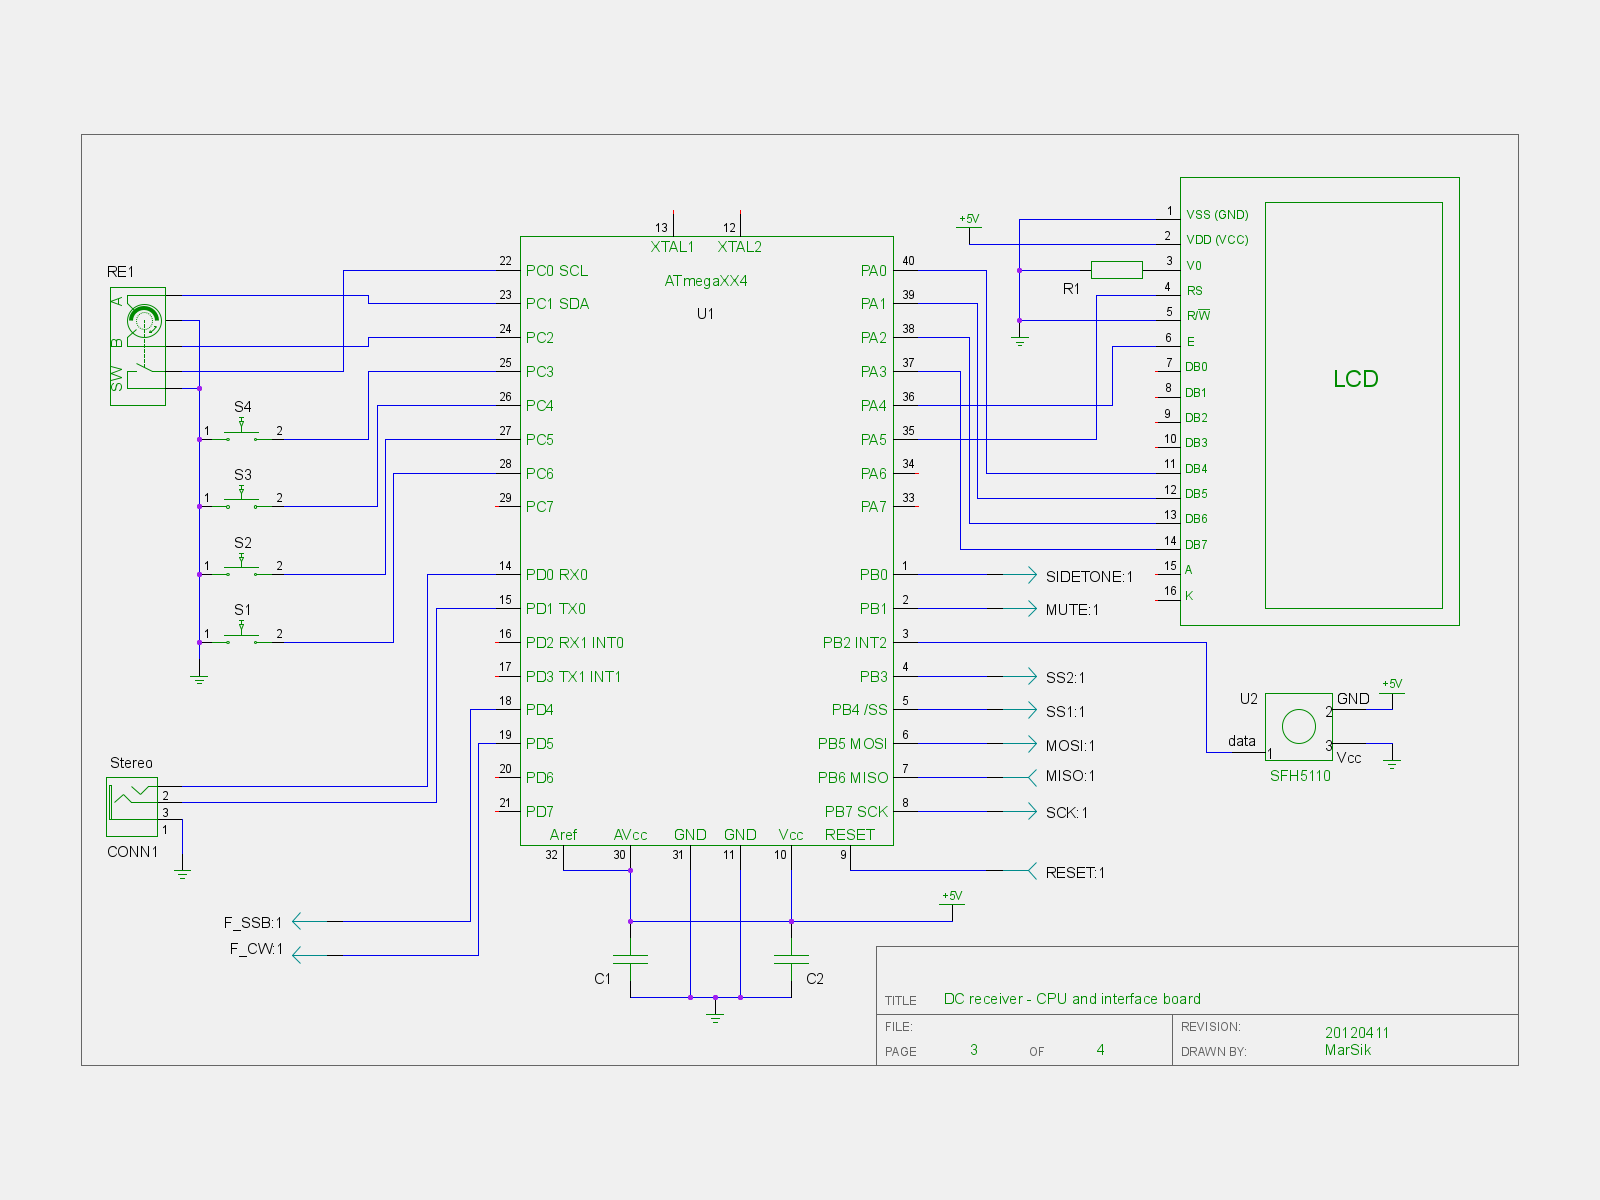 RE1
A
B
SW
S4
1 2
S3
1 2
S2
1 2
S1
1 2
Stereo
2
3
1
CONN1
F_SSB:1
F_CW:1
13 12
XTAL1 XTAL2
ATmegaXX4
U1
22 PC0 SCL
23 PC1 SDA
24 PC2
25 PC3
26 PC4
27 PC5
28 PC6
29 PC7
14 PD0 RX0
15 PD1 TX0
16 PD2 RX1 INT0
17 PD3 TX1 INT1
18 PD4
19 PD5
20 PD6
21 PD7
PA0 40
PA1 39
PA2 38
PA3 37
PA4 36
PA5 35
PA6 34
PA7 33
PB0 1 SIDETONE:1
PB1 2 MUTE:1
PB2 INT2 3
PB3 4 SS2:1
PB4 /SS 5 SS1:1
PB5 MOSI 6 MOSI:1
PB6 MISO 7 MISO:1
PB7 SCK 8 SCK:1
Aref AVcc GND GND Vcc RESET
32 30 31 11 10 9
RESET:1
+5V
C1
C2
+5V
R1
1 VSS (GND)
2 VDD (VCC)
3 V0
4 RS
5 R/W̅
6 E
7 DB0
8 DB1
9 DB2
10 DB3
11 DB4
12 DB5
13 DB6
14 DB7
15 A
16 K
LCD
+5V
U2
GND
2
data
1
3
Vcc
SFH5110
TITLE DC receiver - CPU and interface board
FILE:
PAGE 3 OF 4
REVISION: 20120411
DRAWN BY: MarSik